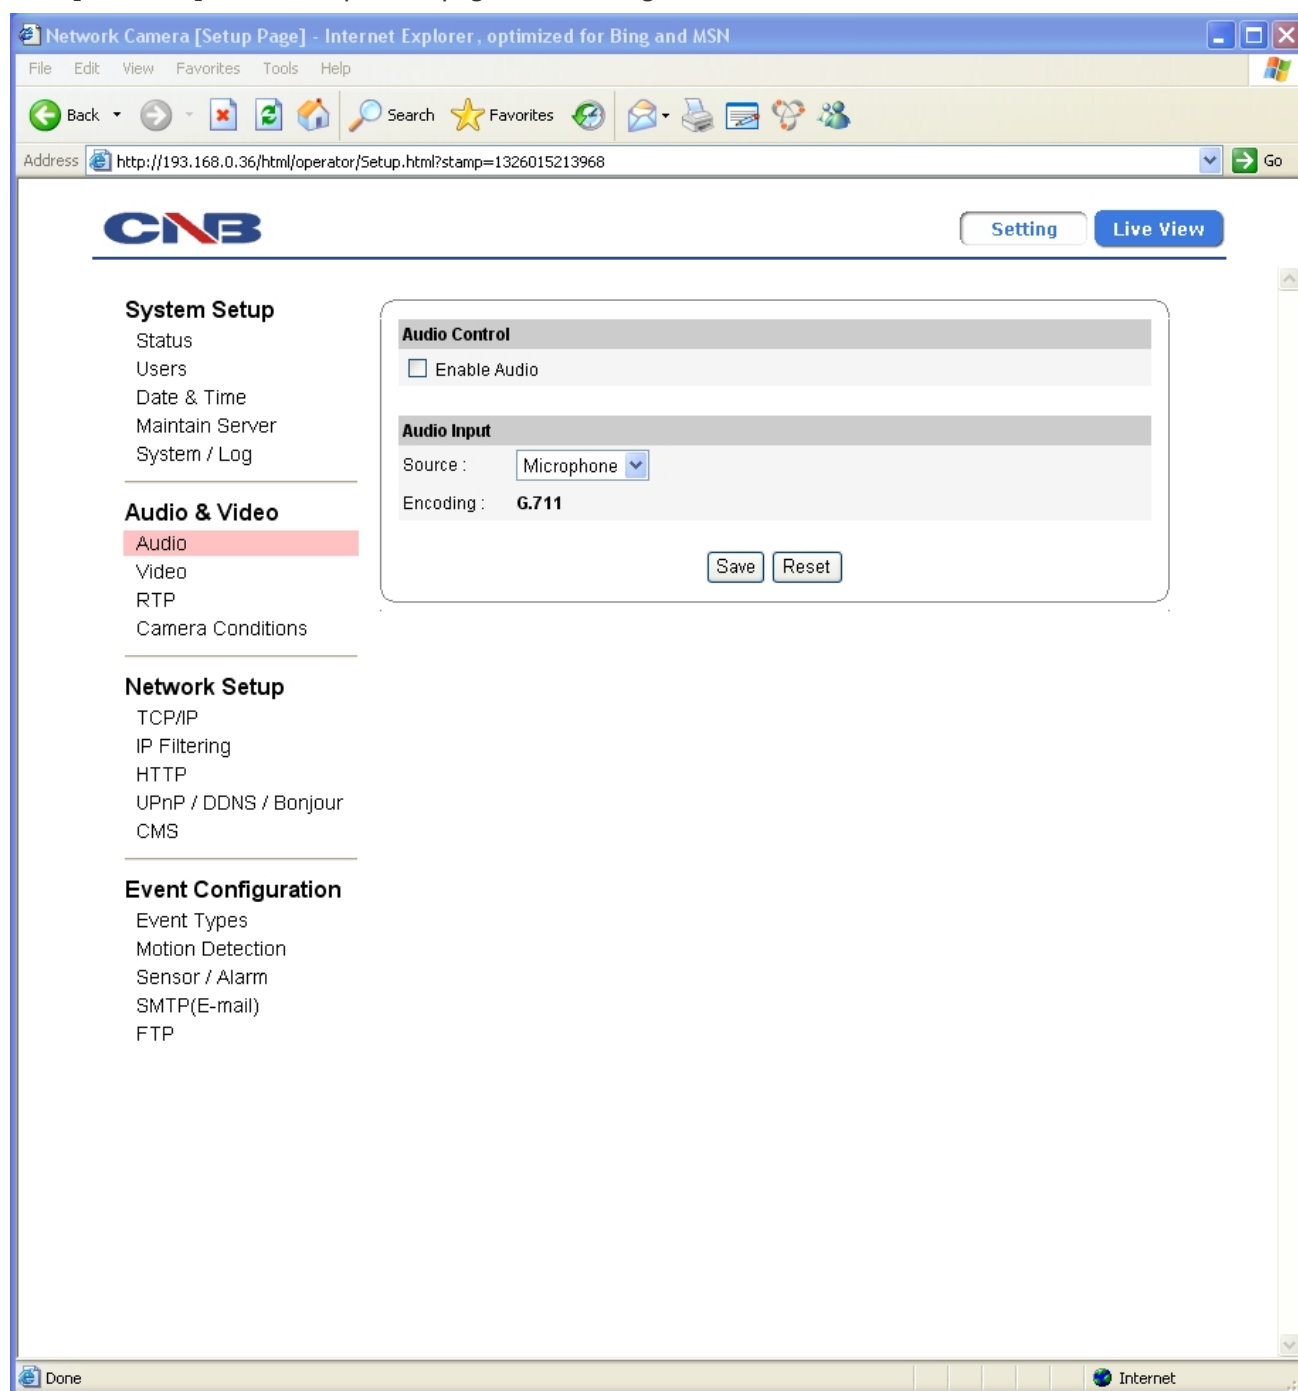 Network Camera [Setup Page] - Internet Explorer, optimized for Bing and MSN
File Edit View Favorites Tools Help
Back Search Favorites
Address http://193.168.0.36/html/operator/Setup.html?stamp=1326015213968 Go
CNB
Setting Live View
System Setup
Status
Users
Date & Time
Maintain Server
System / Log
Audio & Video
Audio
Video
RTP
Camera Conditions
Network Setup
TCP/IP
IP Filtering
HTTP
UPnP / DDNS / Bonjour
CMS
Event Configuration
Event Types
Motion Detection
Sensor / Alarm
SMTP(E-mail)
FTP
Audio Control
Enable Audio
Audio Input
Source : Microphone
Encoding : G.711
Save Reset
Done Internet